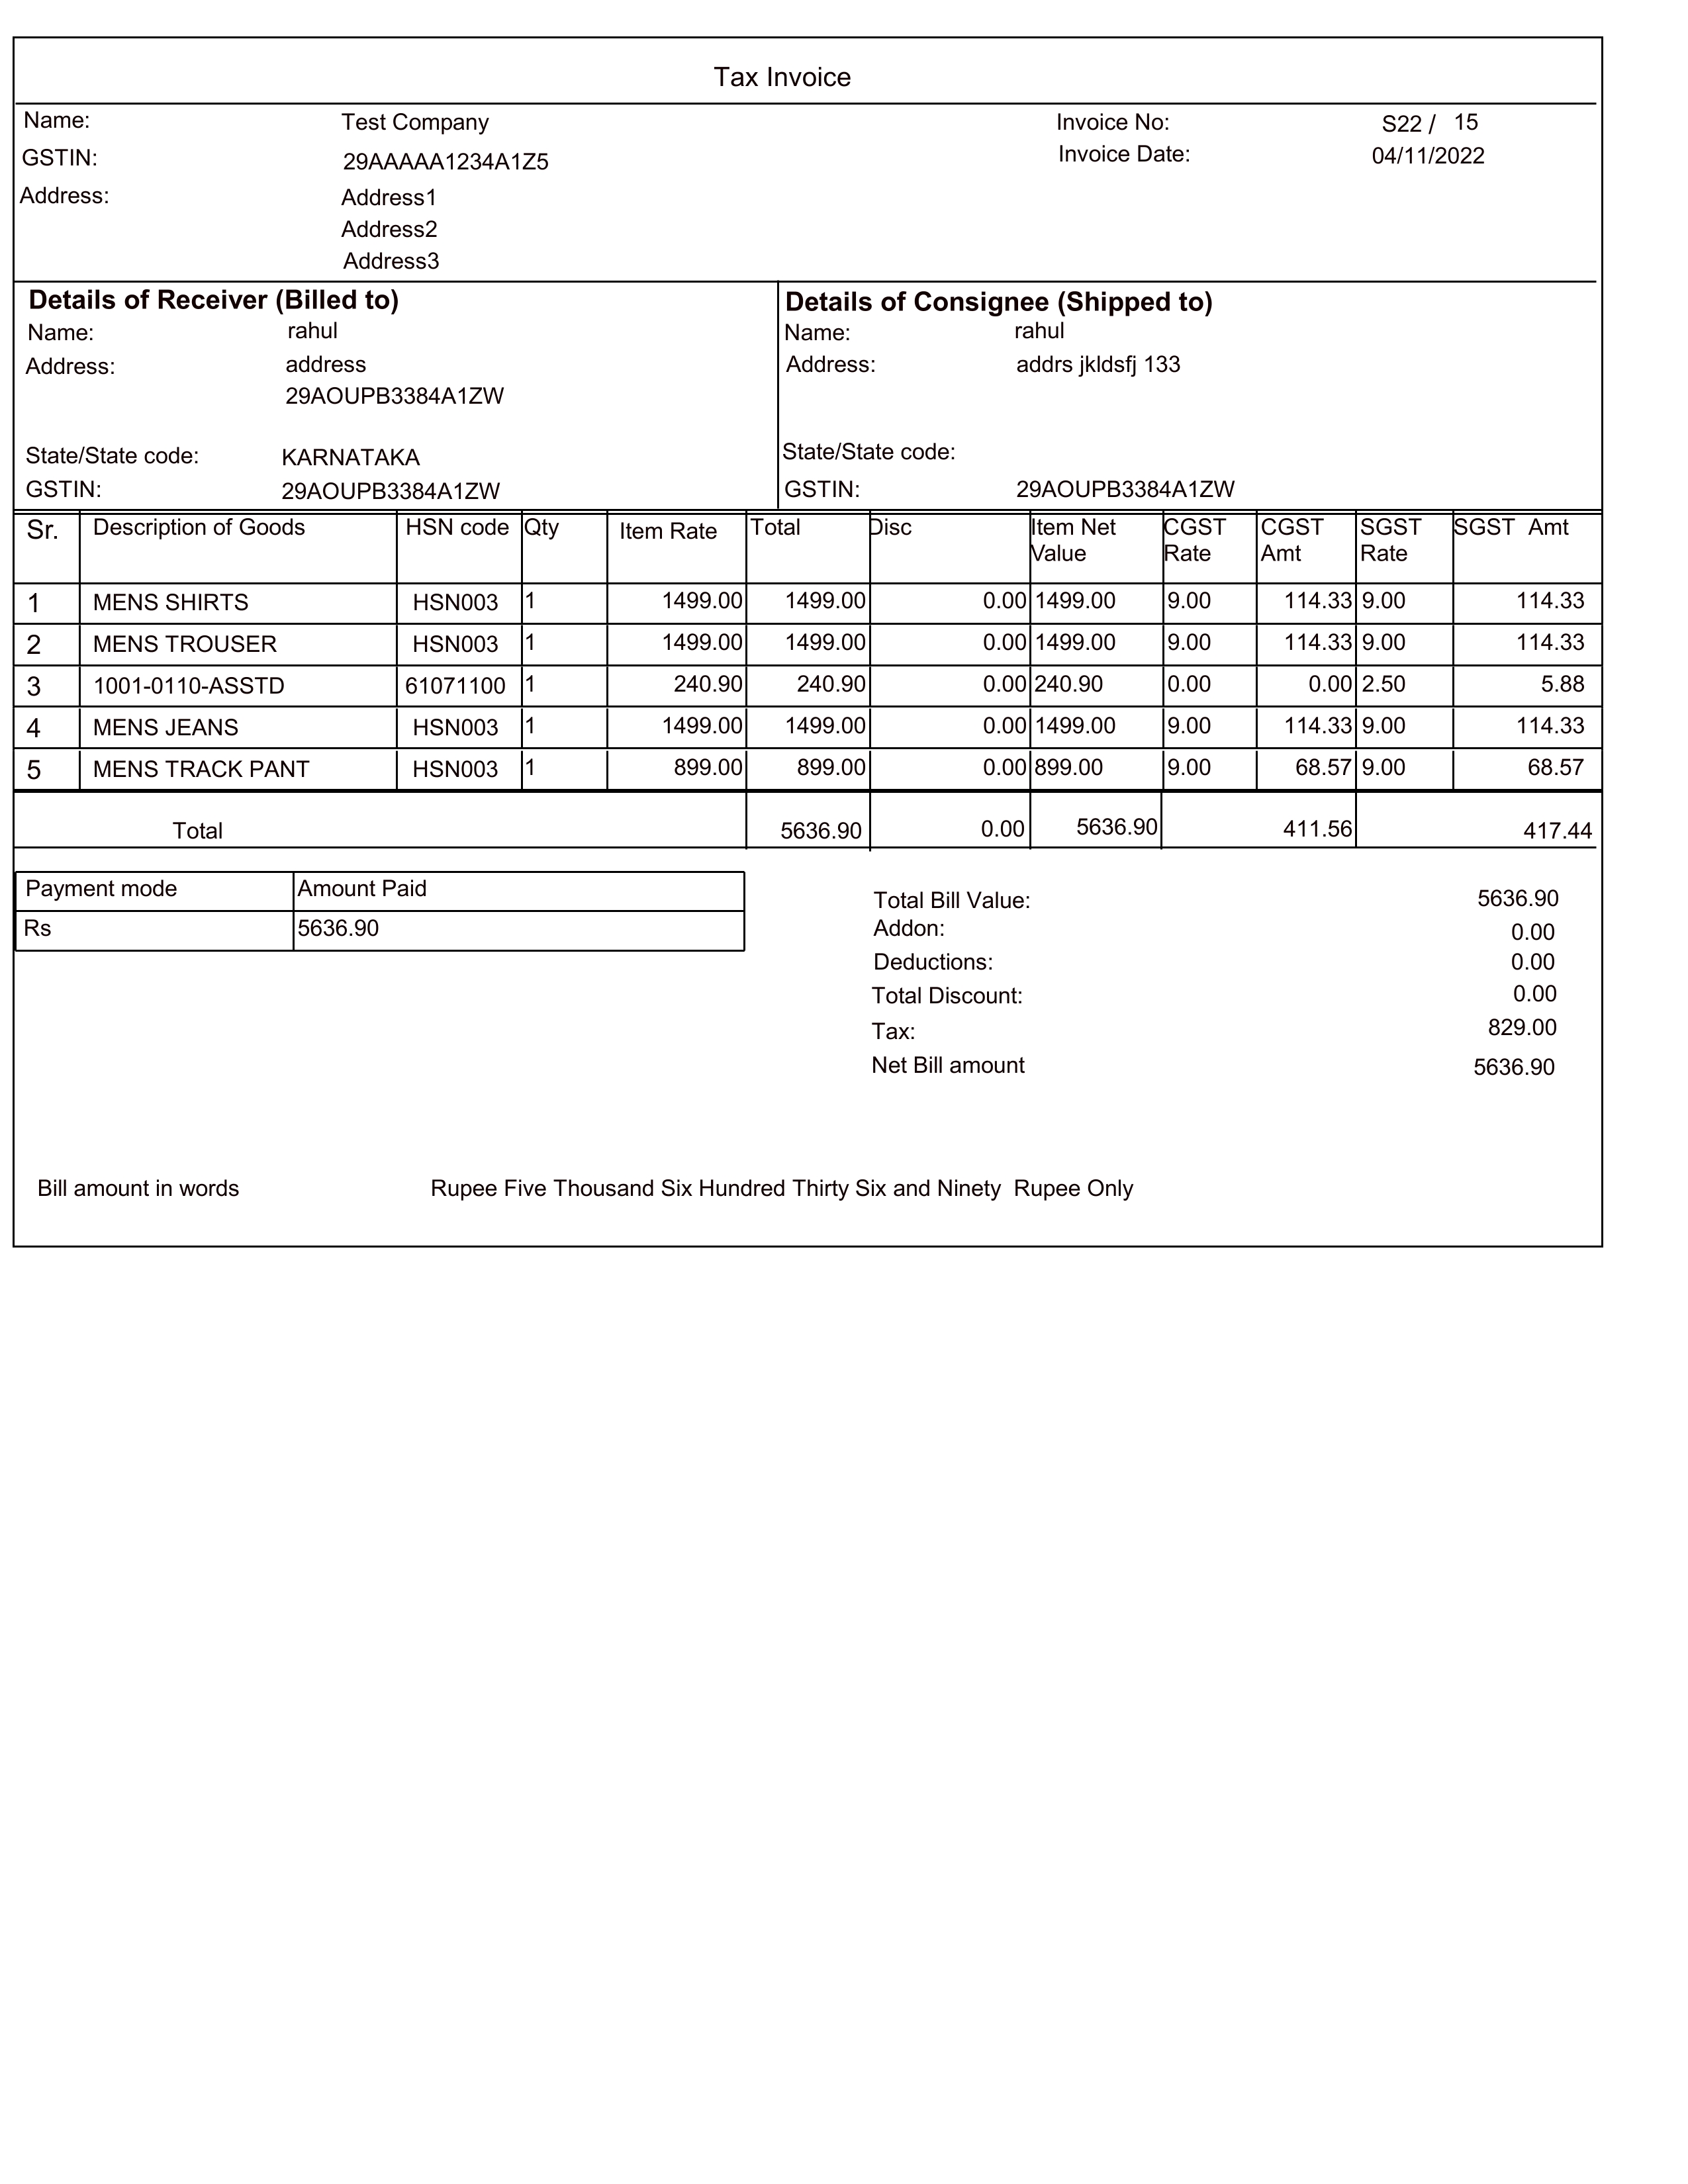 Tax Invoice
Name: Test Company Invoice No: S22 / 15
GSTIN: 29AAAAA1234A1Z5 Invoice Date: 04/11/2022
Address: Address1
Address2
Address3
Details of Receiver (Billed to)
Name: rahul
Address: address
29AOUPB3384A1ZW
State/State code: KARNATAKA
GSTIN: 29AOUPB3384A1ZW
Details of Consignee (Shipped to)
Name: rahul
Address: addrs jkldsfj 133
State/State code:
GSTIN: 29AOUPB3384A1ZW
Sr. Description of Goods HSN code Qty Item Rate Total Disc Item Net Value CGST Rate CGST Amt SGST Rate SGST Amt
1 MENS SHIRTS HSN003 1 1499.00 1499.00 0.00 1499.00 9.00 114.33 9.00 114.33
2 MENS TROUSER HSN003 1 1499.00 1499.00 0.00 1499.00 9.00 114.33 9.00 114.33
3 1001-0110-ASSTD 61071100 1 240.90 240.90 0.00 240.90 0.00 0.00 2.50 5.88
4 MENS JEANS HSN003 1 1499.00 1499.00 0.00 1499.00 9.00 114.33 9.00 114.33
5 MENS TRACK PANT HSN003 1 899.00 899.00 0.00 899.00 9.00 68.57 9.00 68.57
Total 5636.90 0.00 5636.90 411.56 417.44
Payment mode Amount Paid
Rs 5636.90
Total Bill Value: 5636.90
Addon: 0.00
Deductions: 0.00
Total Discount: 0.00
Tax: 829.00
Net Bill amount 5636.90
Bill amount in words Rupee Five Thousand Six Hundred Thirty Six and Ninety Rupee Only